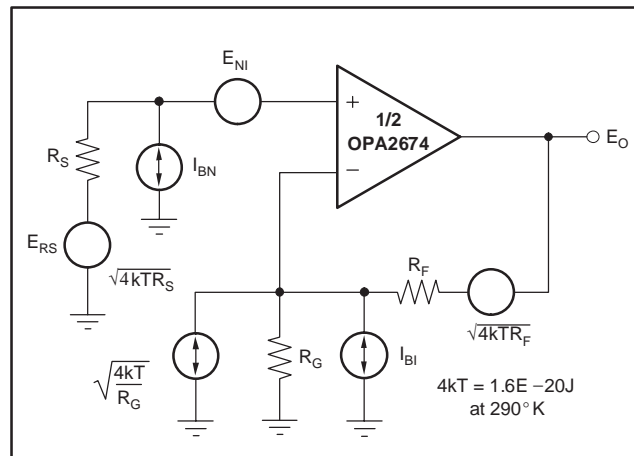 E_NI
+
1/2
OPA2674
−
E_O
R_S
I_BN
E_RS
√4kTR_S
R_F
√4kTR_F
√4kT/R_G
R_G
I_BI
4kT = 1.6E −20J
at 290°K